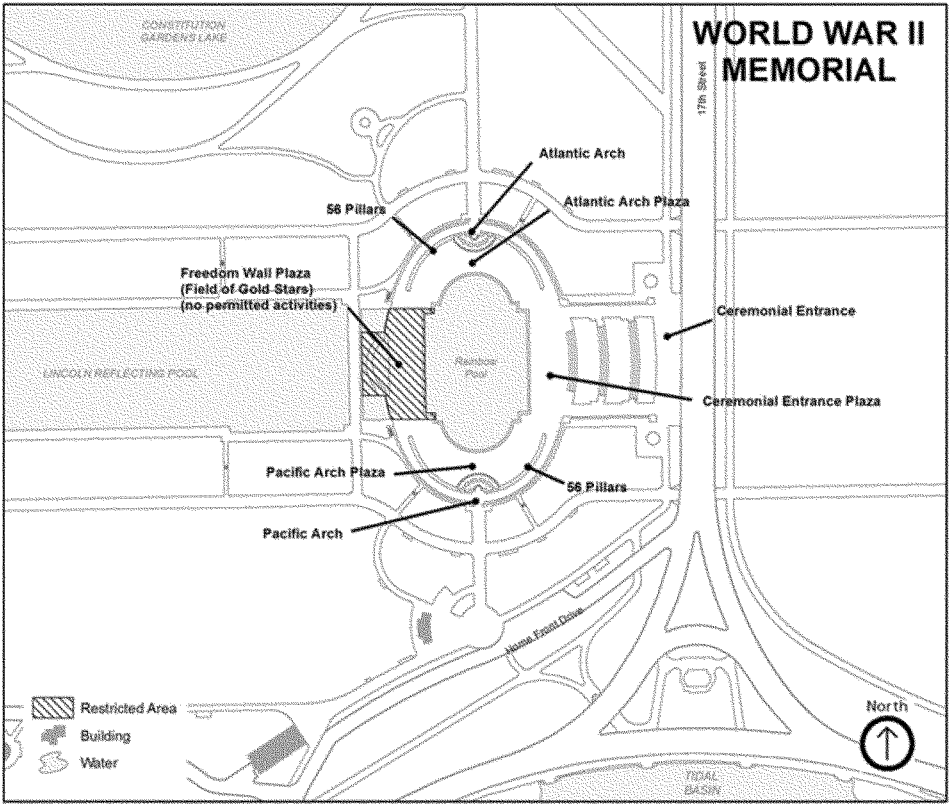 CONSTITUTION
GARDENS LAKE
WORLD WAR II
MEMORIAL
17th Street
Atlantic Arch
Atlantic Arch Plaza
56 Pillars
Freedom Wall Plaza
(Field of Gold Stars)
(no permitted activities)
Ceremonial Entrance
LINCOLN REFLECTING POOL
Rainbow
Pool
Ceremonial Entrance Plaza
Pacific Arch Plaza
56 Pillars
Pacific Arch
Home Front Drive
Restricted Area
Building
Water
North
TIDAL
BASIN